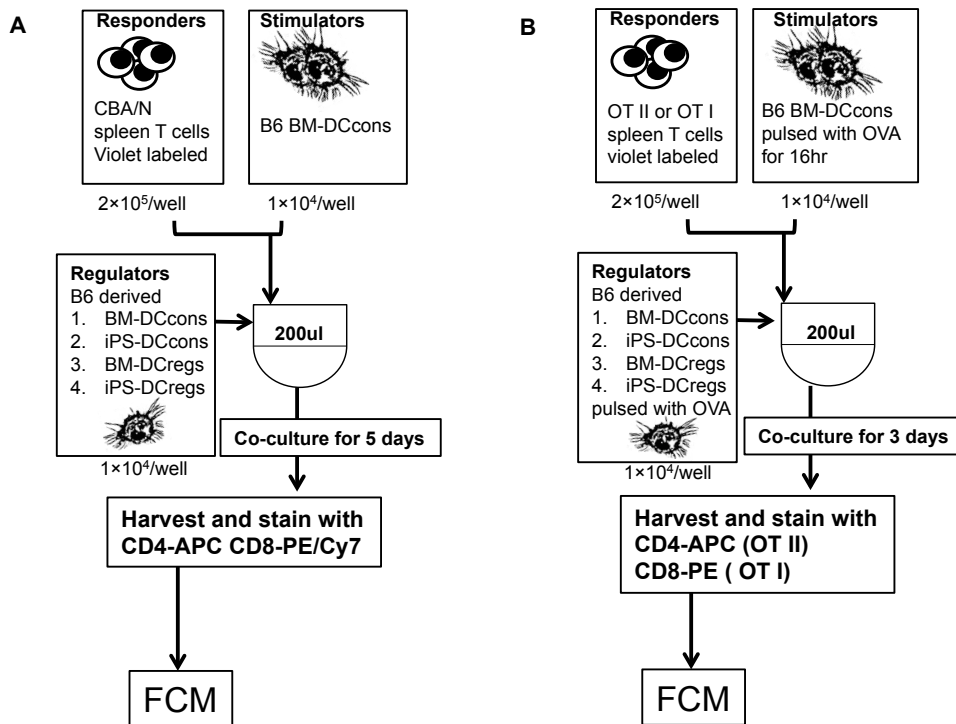 A
Responders
CBA/N
spleen T cells
Violet labeled
2×10⁵/well
Stimulators
B6 BM-DCcons
1×10⁴/well
Regulators
B6 derived
1. BM-DCcons
2. iPS-DCcons
3. BM-DCregs
4. iPS-DCregs
1×10⁴/well
200ul
Co-culture for 5 days
Harvest and stain with
CD4-APC CD8-PE/Cy7
FCM
B
Responders
OT II or OT I
spleen T cells
violet labeled
2×10⁵/well
Stimulators
B6 BM-DCcons
pulsed with OVA
for 16hr
1×10⁴/well
Regulators
B6 derived
1. BM-DCcons
2. iPS-DCcons
3. BM-DCregs
4. iPS-DCregs
pulsed with OVA
1×10⁴/well
200ul
Co-culture for 3 days
Harvest and stain with
CD4-APC (OT II)
CD8-PE ( OT I)
FCM